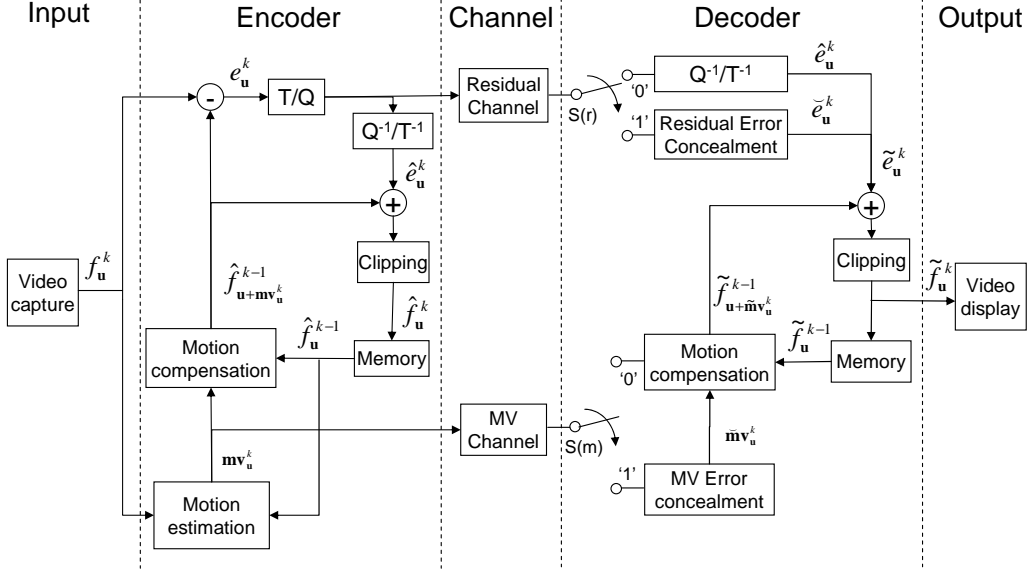 Input
Encoder
Channel
Decoder
Output
e_u^k
-
T/Q
Residual
Channel
S(r)
'0'
Q⁻¹/T⁻¹
ê_u^k
'1'
Residual Error
Concealment
ĕ_u^k
Q⁻¹/T⁻¹
ê_u^k
ẽ_u^k
+
+
Video
capture
f_u^k
f̂_{u+mv_u^k}^{k-1}
Clipping
f̂_u^k
f̃_{u+m̃v_u^k}^{k-1}
Clipping
f̃_u^k
Video
display
Motion
compensation
f̂_u^{k-1}
Memory
'0'
Motion
compensation
f̃_u^{k-1}
Memory
mv_u^k
MV
Channel
S(m)
m̆v_u^k
'1'
MV Error
concealment
Motion
estimation